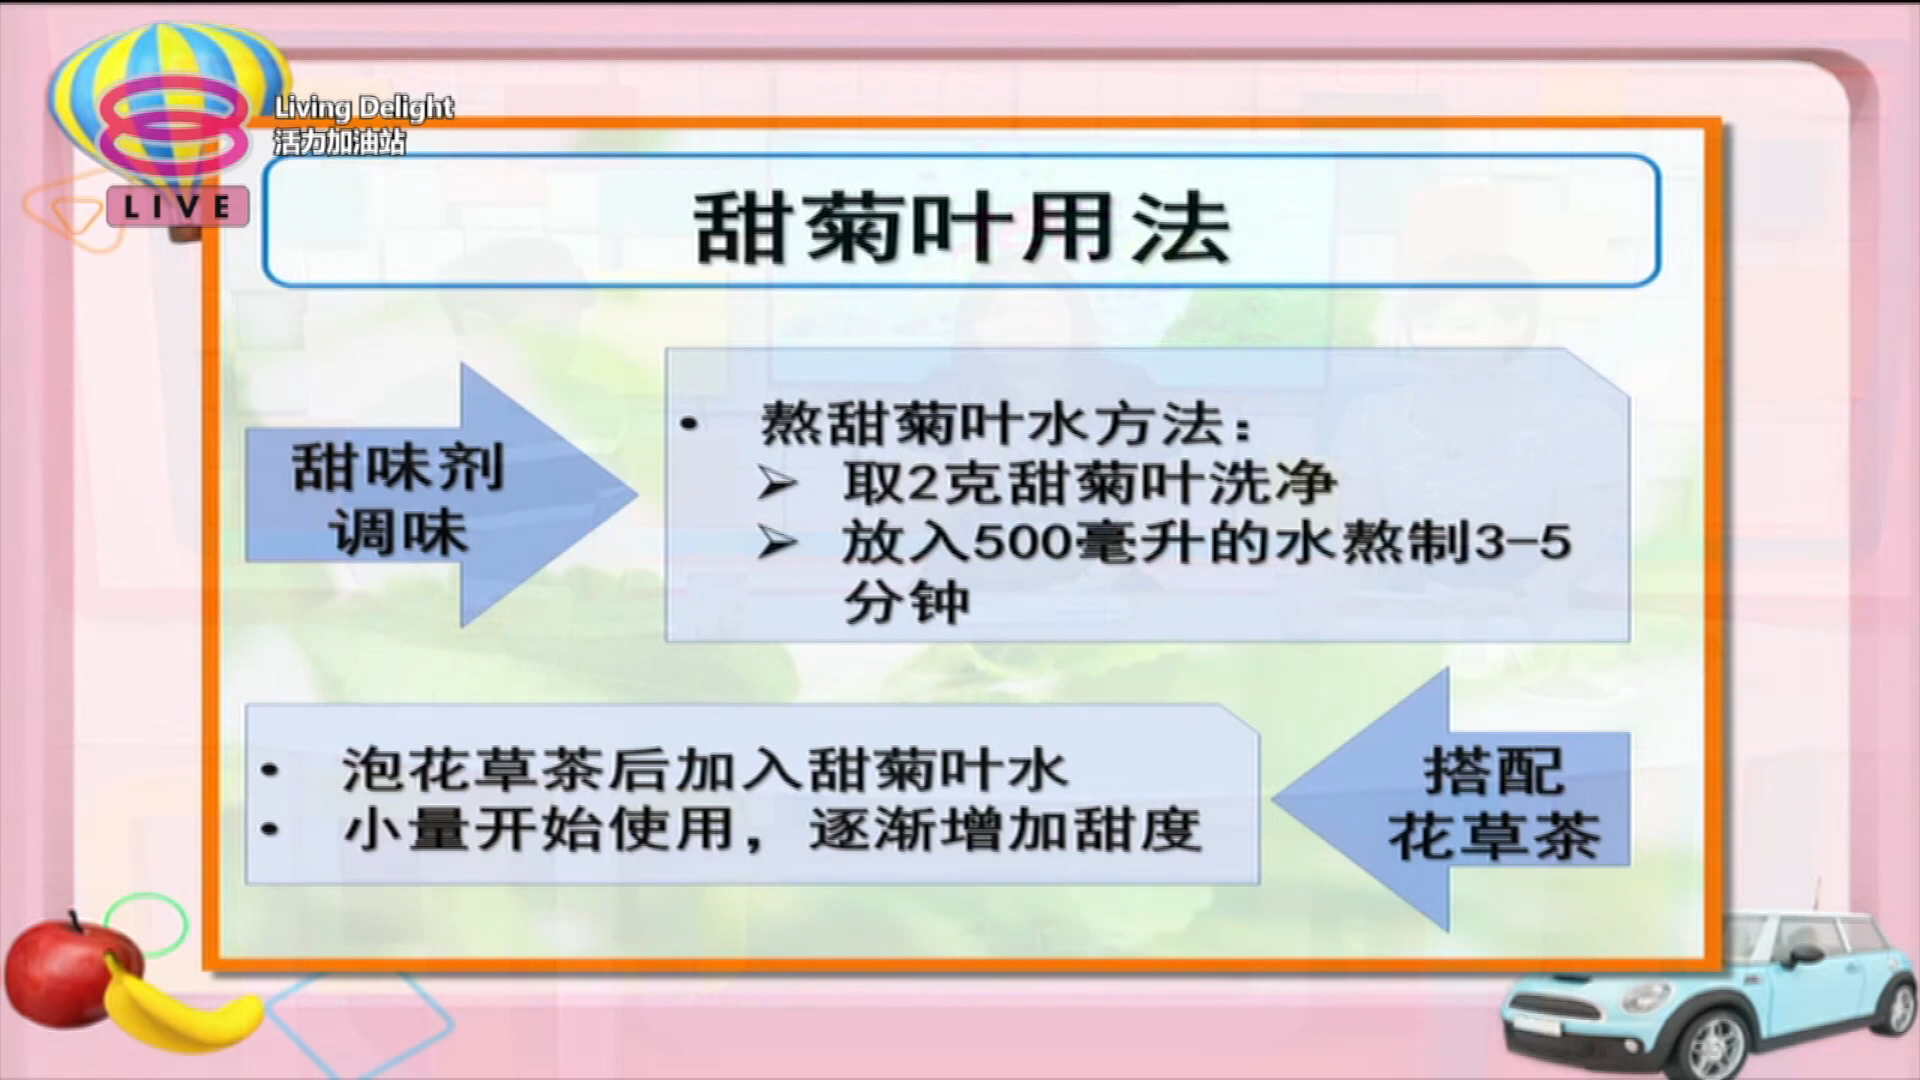 Living Delight
活力加油站
LIVE
甜菊叶用法
甜味剂
调味
• 熬甜菊叶水方法：
➢ 取2克甜菊叶洗净
➢ 放入500毫升的水熬制3-5
分钟
• 泡花草茶后加入甜菊叶水
• 小量开始使用，逐渐增加甜度
搭配
花草茶